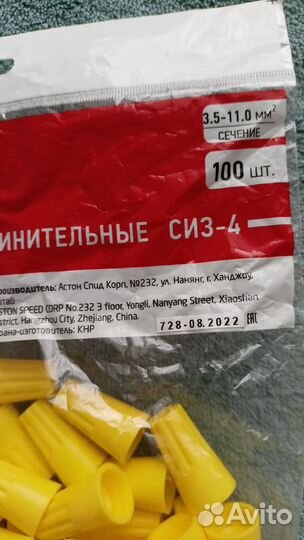 3.5-11.0 мм²
СЕЧЕНИЕ
100 шт.
ИНИТЕЛЬНЫЕ СИЗ-4
роизводитель: Астон Спид Корп, №232, ул. Нанянг, г. Ханджоу,
итай
STON SPEED CORP No.232 3 floor, Yongli, Nanyang Street, Xiaoshan
istrict, Hangzhou City, Zhejiang, China.
трана-изготовитель: КНР
728-08.2022 EAC
Avito